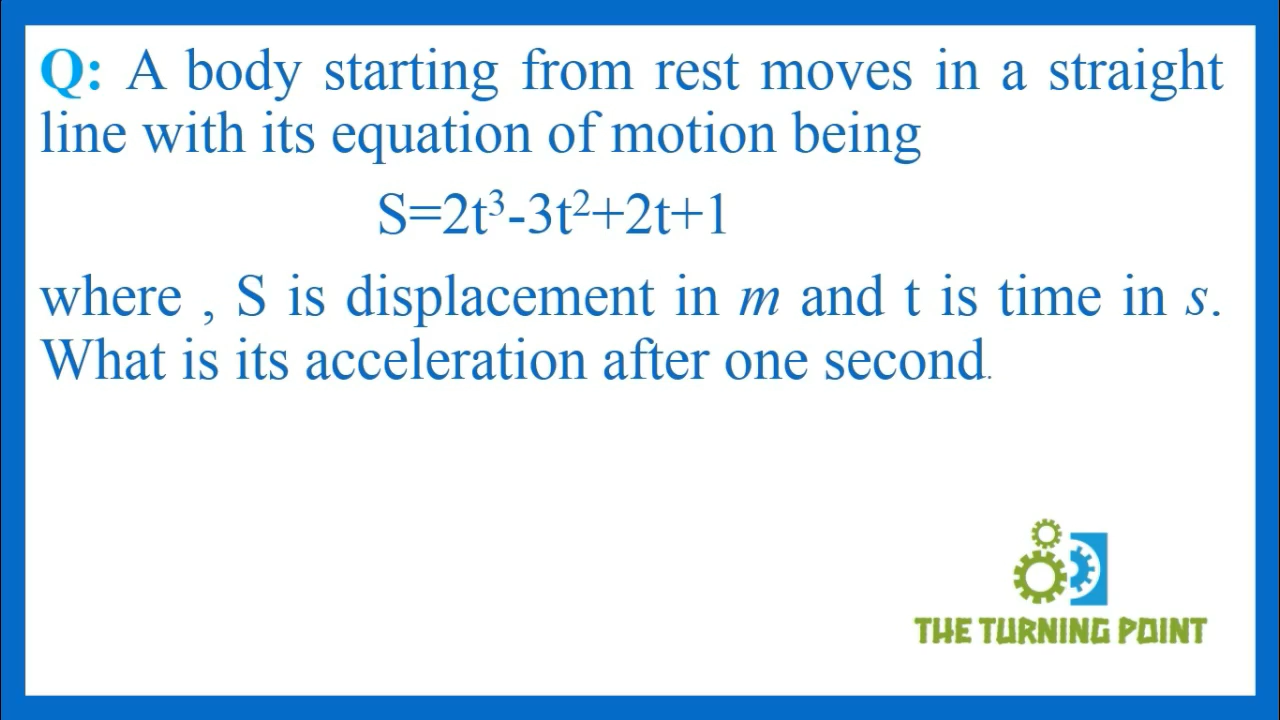 Q: A body starting from rest moves in a straight
line with its equation of motion being
S=2t³-3t²+2t+1
where , S is displacement in m and t is time in s.
What is its acceleration after one second.
THE TURNING POINT